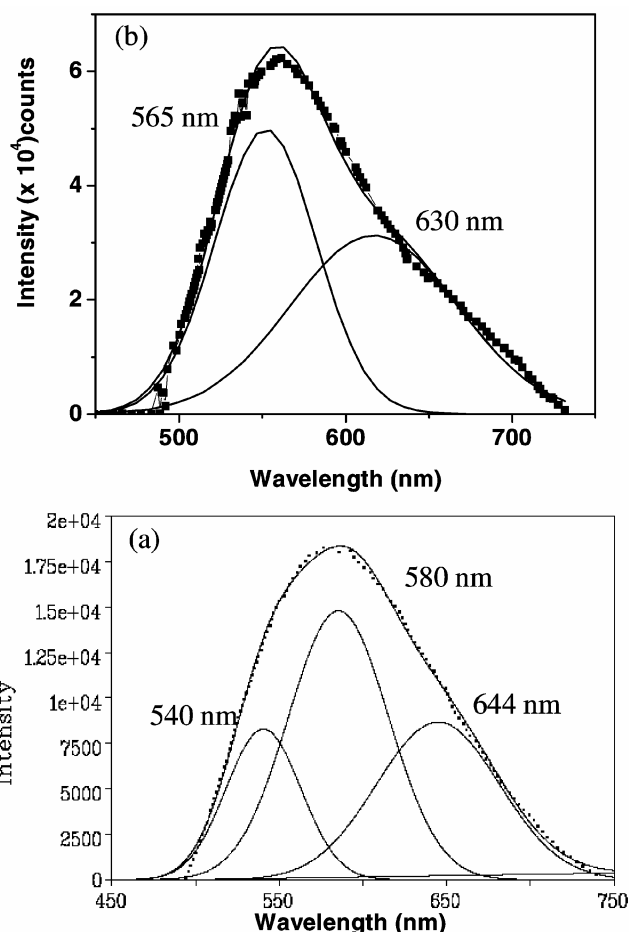 (b)
6
565 nm
4
630 nm
2
0
500
600
700
Intensity (x 10⁴)counts
Wavelength (nm)
2e+04
(a)
1.75e+04
580 nm
1.5e+04
1.25e+04
1e+04
540 nm
644 nm
7500
5000
2500
0
450
550
650
750
Intensity
Wavelength (nm)